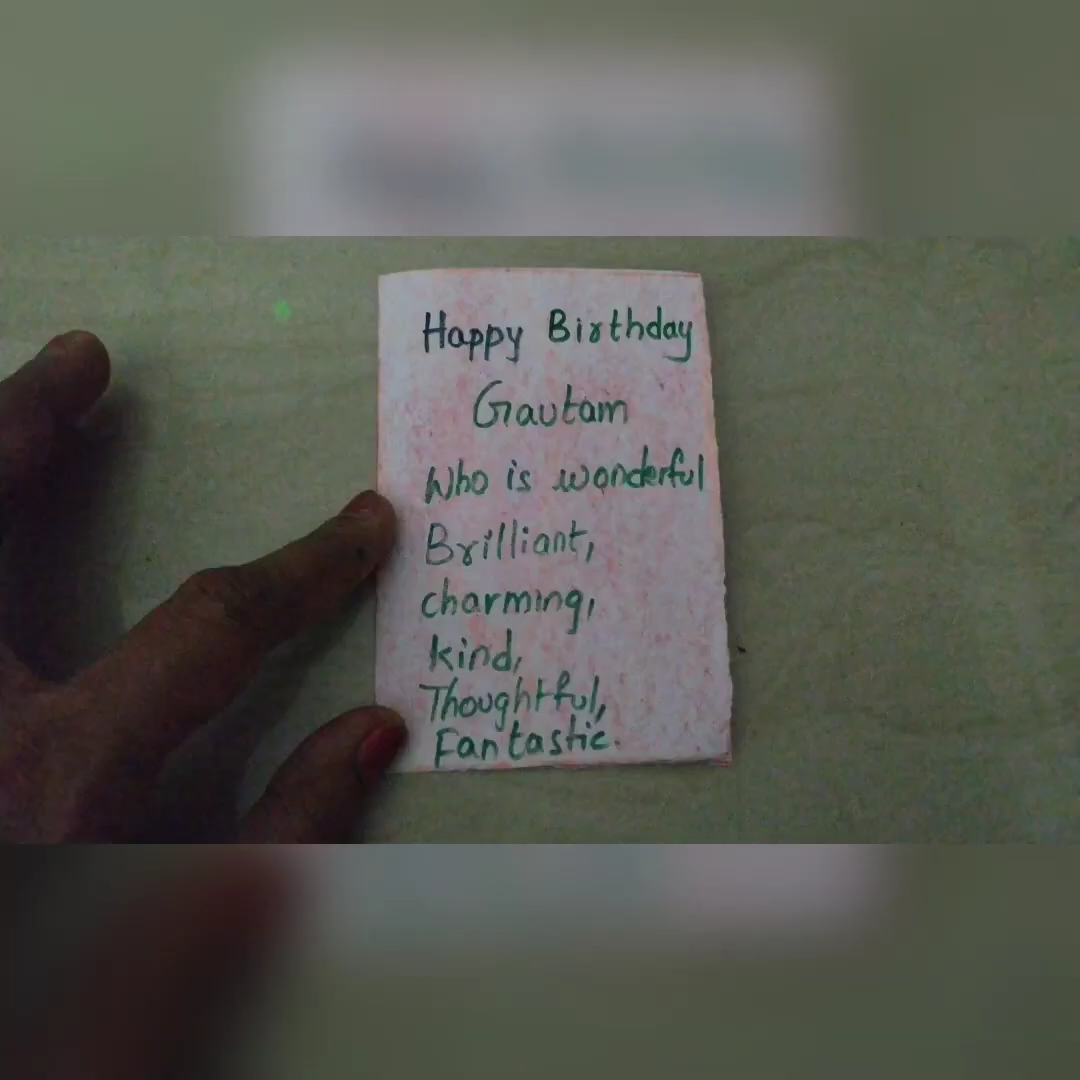 Happy Birthday
Gautam
Who is wonderful
Brilliant,
charming,
kind,
Thoughtful,
Fantastic.